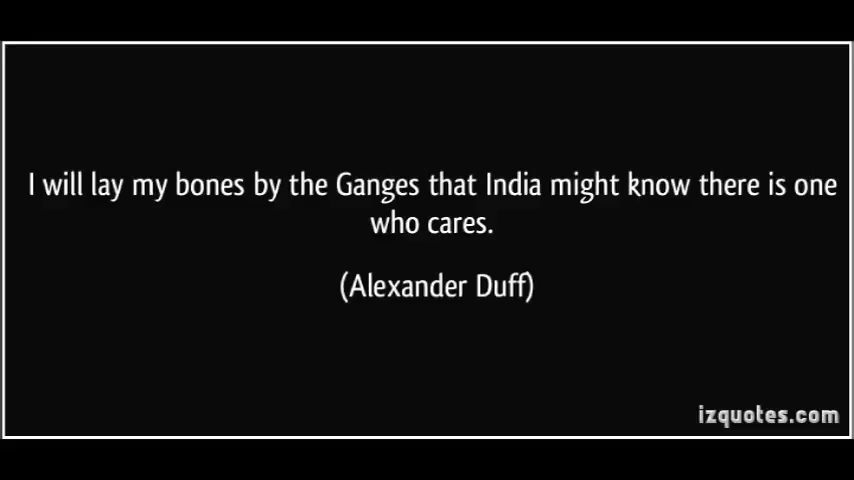 I will lay my bones by the Ganges that India might know there is one
who cares.
(Alexander Duff)
izquotes.com